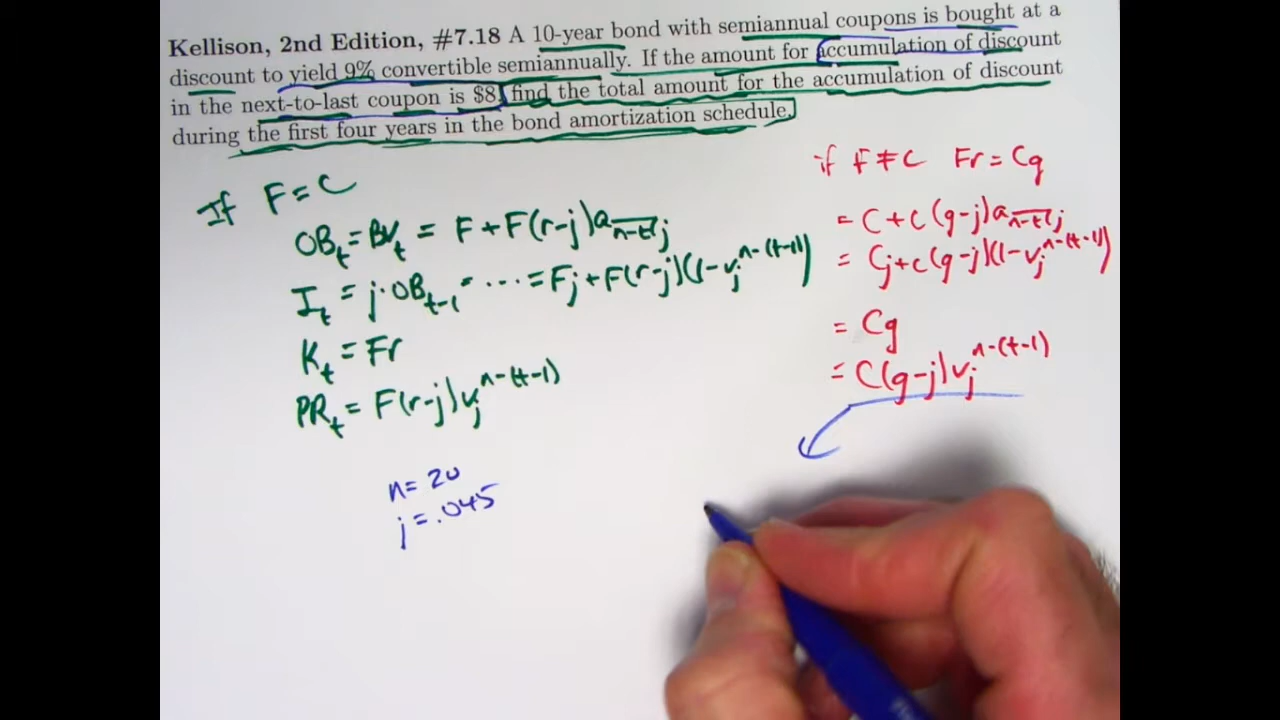 Kellison, 2nd Edition, #7.18 A 10-year bond with semiannual coupons is bought at a
discount to yield 9% convertible semiannually. If the amount for accumulation of discount
in the next-to-last coupon is $8, find the total amount for the accumulation of discount
during the first four years in the bond amortization schedule.
If F = C
OB_t = BV_t = F + F(r-j)a_{n-t|j}
I_t = j·OB_{t-1} = ··· = Fj + F(r-j)(1-v_j^{n-(t-1)})
K_t = Fr
PR_t = F(r-j)v_j^{n-(t-1)}
if F ≠ C Fr = Cg
= C + C(g-j)a_{n-t|j}
= Cj + C(g-j)(1-v_j^{n-(t-1)})
= Cg
= C(g-j)v_j^{n-(t-1)}
n = 20
j = .045